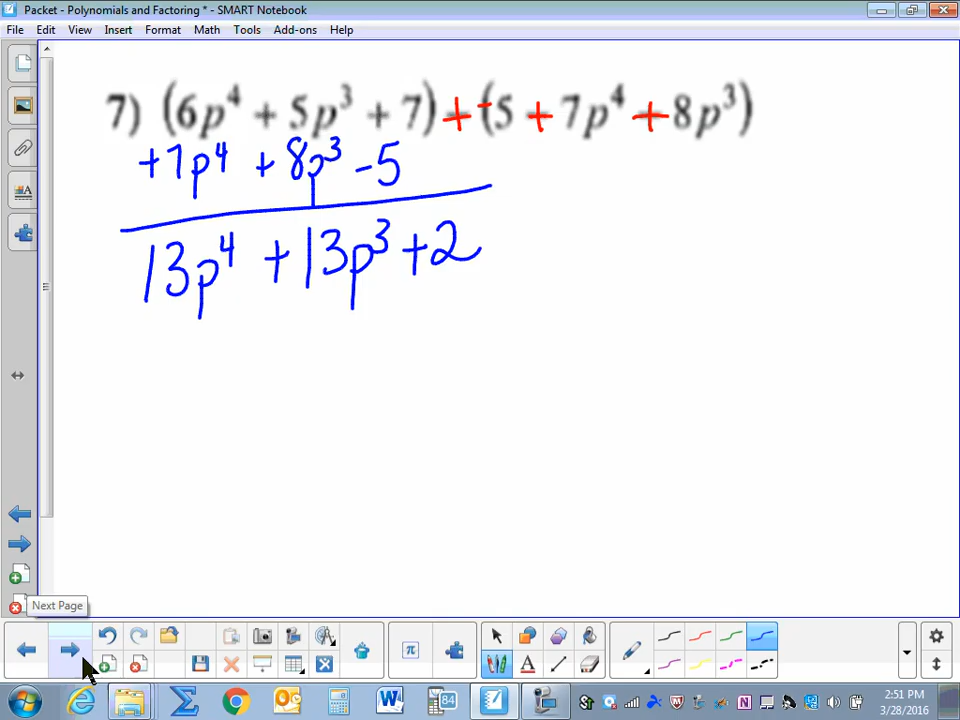 Packet - Polynomials and Factoring * - SMART Notebook
File Edit View Insert Format Math Tools Add-ons Help
7) (6p⁴ + 5p³ + 7) + (⁻5 + 7p⁴ + 8p³)
+7p⁴ +8p³ -5
13p⁴ +13p³ +2
Next Page
π
A
W 84
2:51 PM
3/28/2016